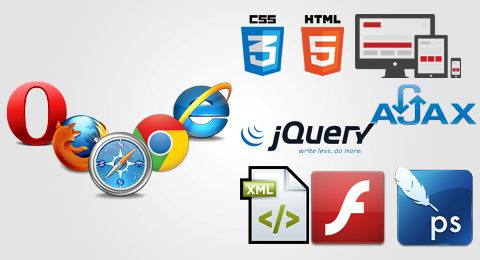 CSS HTML
3 5
AJAX
jQuery
write less, do more.
XML
</>
ps